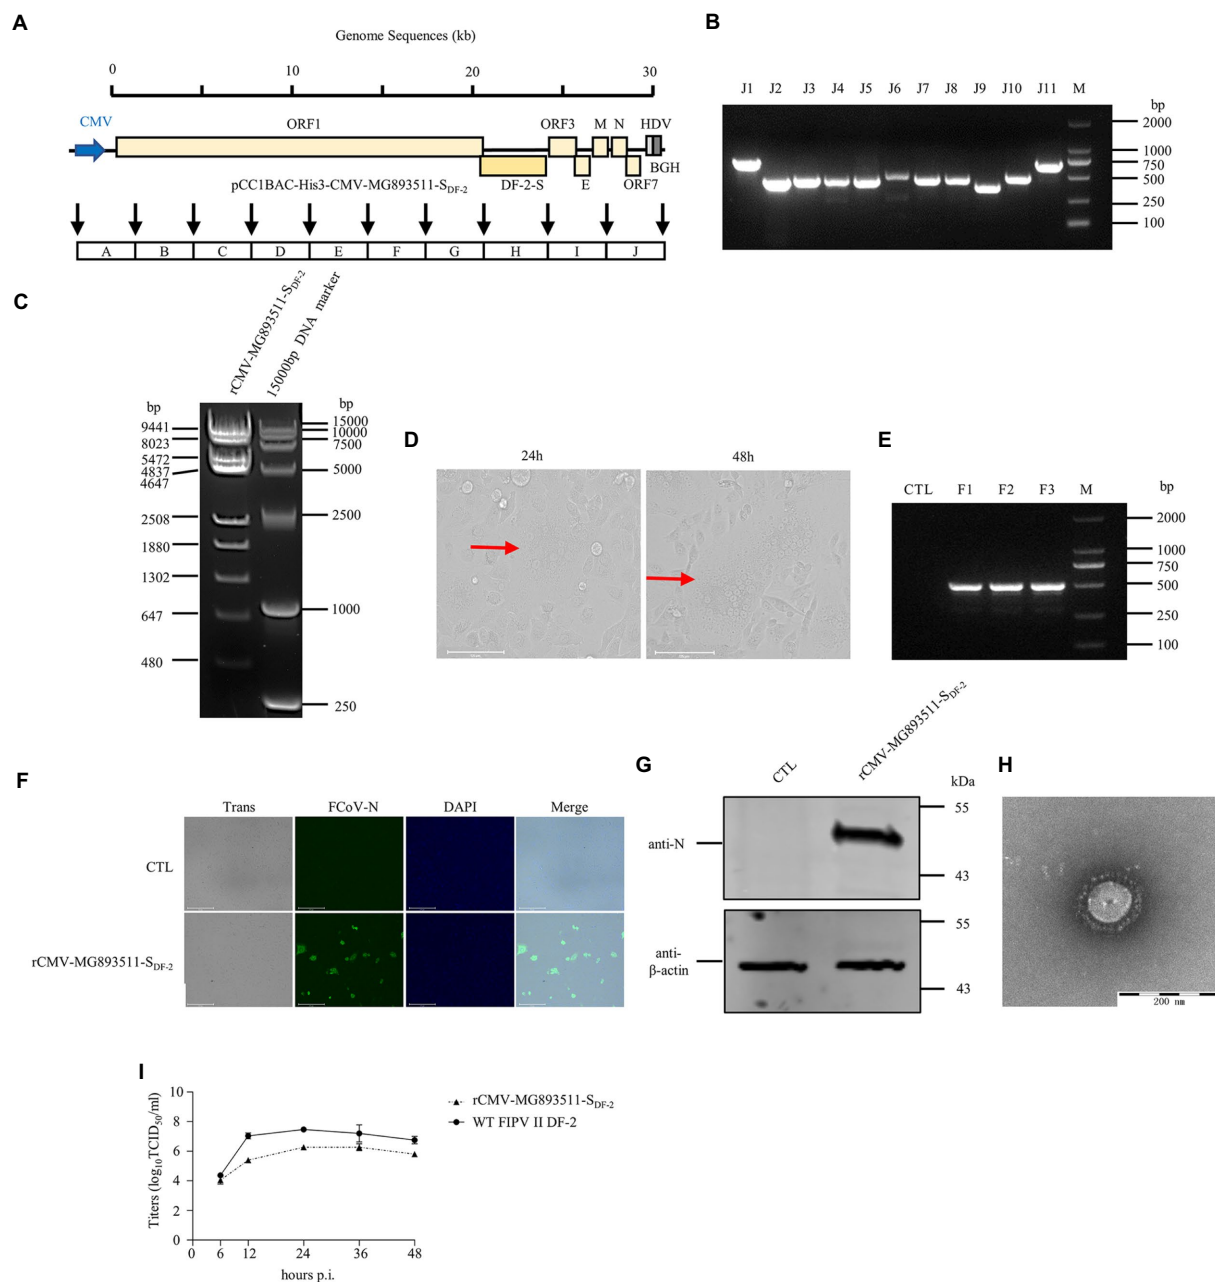 A
Genome Sequences (kb)
0 10 20 30
CMV ORF1 ORF3 M N HDV
BGH
pCC1BAC-His3-CMV-MG893511-S_DF-2 DF-2-S E ORF7
A B C D E F G H I J
B
J1 J2 J3 J4 J5 J6 J7 J8 J9 J10 J11 M
bp
2000
1000
750
500
250
100
C
rCMV-MG893511-S_DF-2
15000bp DNA marker
bp
9441
8023
5472
4837
4647
2508
1880
1302
647
480
bp
15000
10000
7500
5000
2500
1000
250
D
24h 48h
E
CTL F1 F2 F3 M bp
2000
1000
750
500
250
100
F
Trans FCoV-N DAPI Merge
CTL
rCMV-MG893511-S_DF-2
G
CTL
rCMV-MG893511-S_DF-2
kDa
55
anti-N
43
55
anti-
β-actin
43
H
200 nm
I
Titers (log10TCID50/ml)
10
8
6
4
2
0
0 6 12 24 36 48
hours p.i.
rCMV-MG893511-S_DF-2
WT FIPV II DF-2